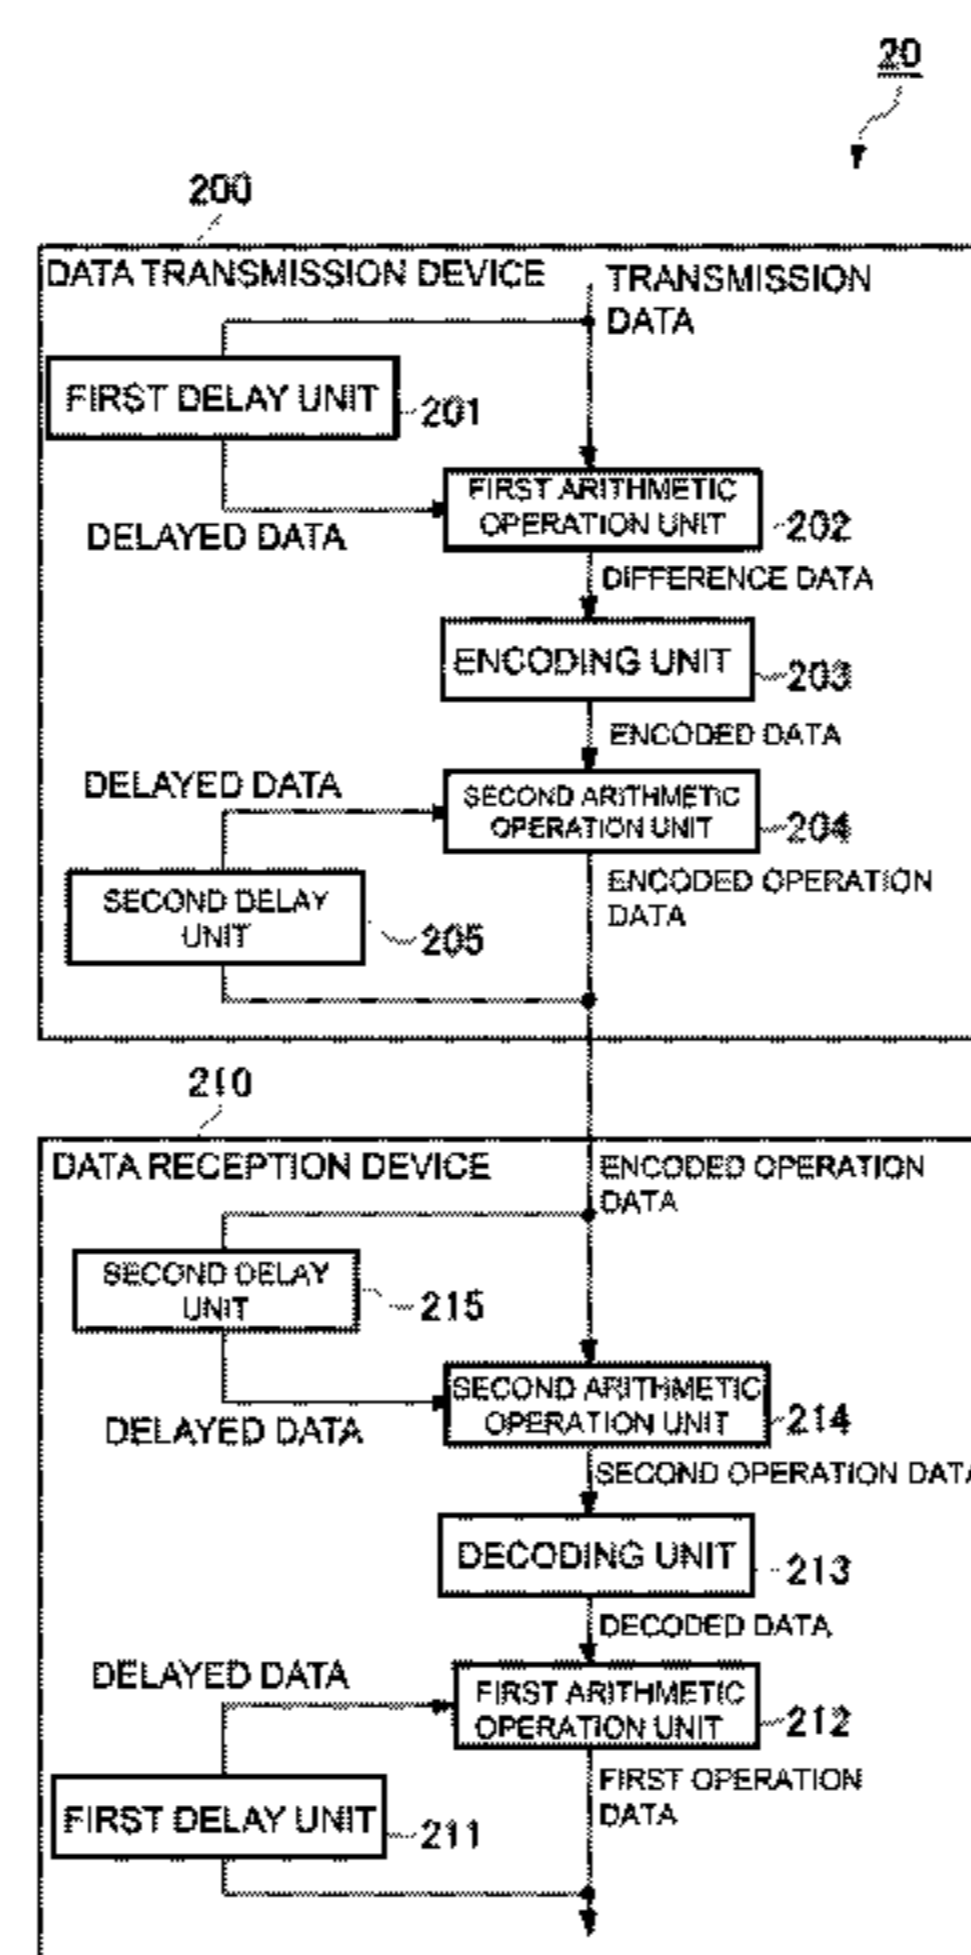 20
200
DATA TRANSMISSION DEVICE
TRANSMISSION
DATA
FIRST DELAY UNIT
201
FIRST ARITHMETIC
OPERATION UNIT
202
DELAYED DATA
DIFFERENCE DATA
ENCODING UNIT
203
ENCODED DATA
DELAYED DATA
SECOND ARITHMETIC
OPERATION UNIT
204
ENCODED OPERATION
DATA
SECOND DELAY
UNIT
205
210
DATA RECEPTION DEVICE
ENCODED OPERATION
DATA
SECOND DELAY
UNIT
215
SECOND ARITHMETIC
OPERATION UNIT
214
DELAYED DATA
SECOND OPERATION DATA
DECODING UNIT
213
DECODED DATA
DELAYED DATA
FIRST ARITHMETIC
OPERATION UNIT
212
FIRST OPERATION
DATA
FIRST DELAY UNIT
211